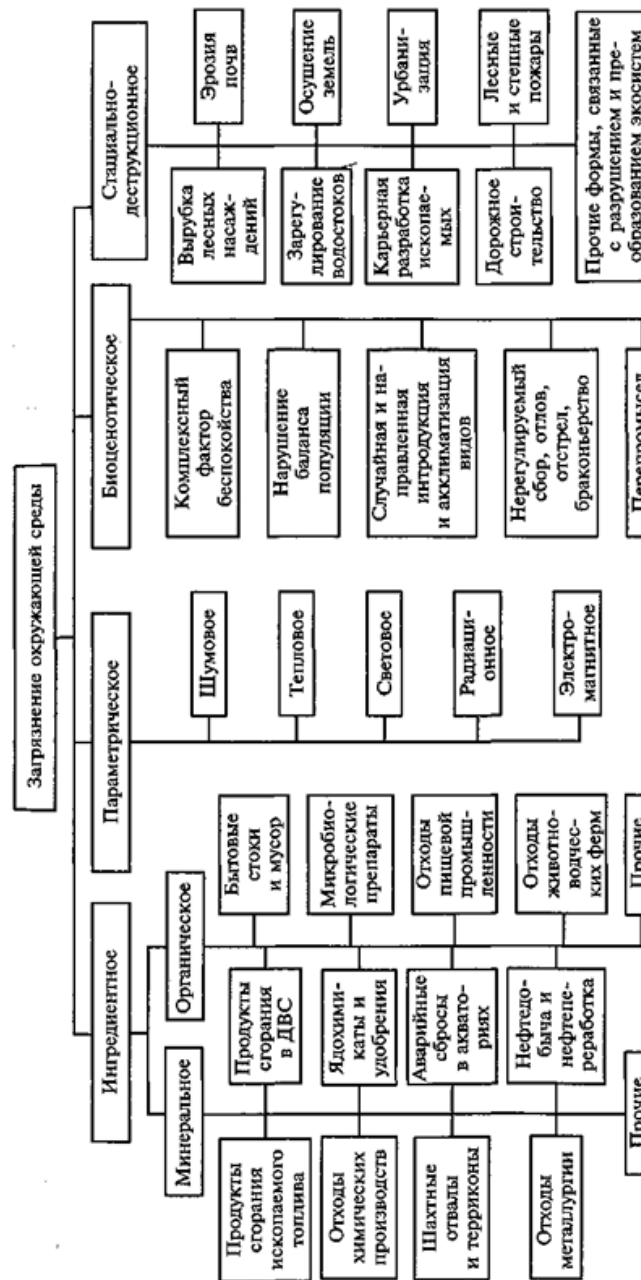 Загрязнение окружающей среды
Ингредиентное
Параметрическое
Биоценотическое
Стациально-
деструкционное
Минеральное
Органическое
Продукты
сгорания
ископаемого
топлива
Продукты
сгорания
в ДВС
Бытовые
стоки
и мусор
Отходы
химических
производств
Ядохими-
каты и
удобрения
Микробио-
логические
препараты
Шахтные
отвалы
и терриконы
Аварийные
сбросы
в аквато-
риях
Отходы
пищевой
промыш-
ленности
Отходы
металлургии
Нефтедо-
быча и
нефтепе-
реработка
Отходы
животно-
водчес-
ких ферм
Прочие
Прочие
Шумовое
Тепловое
Световое
Радиаци-
онное
Электро-
магнитное
Комплексный
фактор
беспокойства
Нарушение
баланса
популяции
Случайная и на-
правленная
интродукция
и акклиматизация
видов
Нерегулируемый
сбор, отлов,
отстрел,
браконьерство
Перепромысел
Вырубка
лесных
насаж-
дений
Эрозия
почв
Зарегу-
лирование
водостоков
Осушение
земель
Карьерная
разработка
ископае-
мых
Урбани-
зация
Дорожное
строи-
тельство
Лесные
и степные
пожары
Прочие формы, связанные
с разрушением и пре-
образованием экосистем